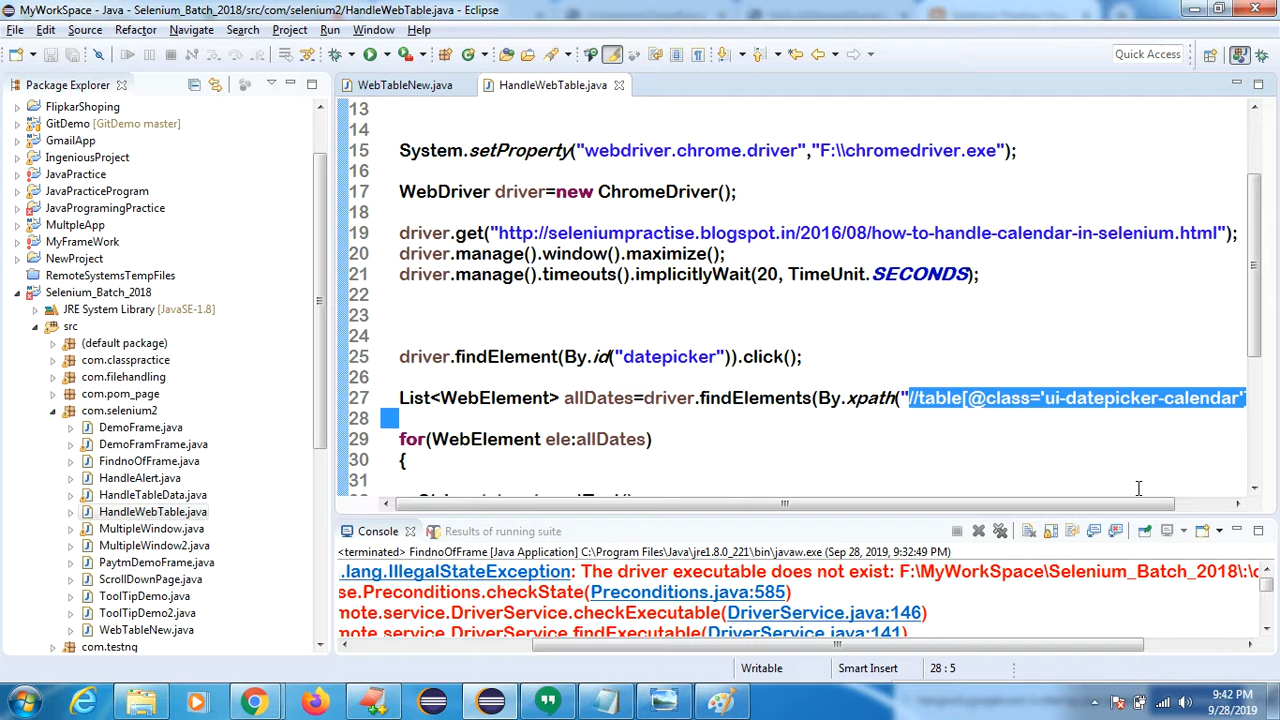 MyWorkSpace - Java - Selenium_Batch_2018/src/com/selenium2/HandleWebTable.java - Eclipse
File Edit Source Refactor Navigate Search Project Run Window Help
Quick Access
Package Explorer
FlipkarShoping
GitDemo [GitDemo master]
GmailApp
IngeniousProject
JavaPractice
JavaPracticeProgram
JavaProgramingPractice
MultpleApp
MyFrameWork
NewProject
RemoteSystemsTempFiles
Selenium_Batch_2018
JRE System Library [JavaSE-1.8]
src
(default package)
com.classpractice
com.filehandling
com.pom_page
com.selenium2
DemoFrame.java
DemoFramFrame.java
FindnoOfFrame.java
HandleAlert.java
HandleTableData.java
HandleWebTable.java
MultipleWindow.java
MultipleWindow2.java
PaytmDemoFrame.java
ScrollDownPage.java
ToolTipDemo.java
ToolTipDemo2.java
WebTableNew.java
com.testng
WebTableNew.java HandleWebTable.java
13
14
15 System.setProperty("webdriver.chrome.driver","F:\\chromedriver.exe");
16
17 WebDriver driver=new ChromeDriver();
18
19 driver.get("http://seleniumpractise.blogspot.in/2016/08/how-to-handle-calendar-in-selenium.html");
20 driver.manage().window().maximize();
21 driver.manage().timeouts().implicitlyWait(20, TimeUnit.SECONDS);
22
23
24
25 driver.findElement(By.id("datepicker")).click();
26
27 List<WebElement> allDates=driver.findElements(By.xpath("//table[@class='ui-datepicker-calendar']
28
29 for(WebElement ele:allDates)
30 {
31
Console Results of running suite
<terminated> FindnoOfFrame [Java Application] C:\Program Files\Java\jre1.8.0_221\bin\javaw.exe (Sep 28, 2019, 9:32:49 PM)
.lang.IllegalStateException: The driver executable does not exist: F:\MyWorkSpace\Selenium_Batch_2018\:\c
se.Preconditions.checkState(Preconditions.java:585)
mote.service.DriverService.checkExecutable(DriverService.java:146)
mote.service.DriverService.findExecutable(DriverService.java:141)
Writable Smart Insert 28 : 5
9:42 PM
9/28/2019